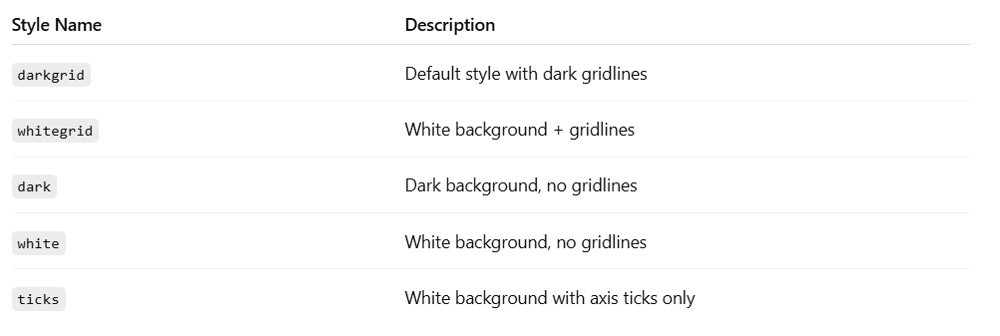 Style Name Description
darkgrid Default style with dark gridlines
whitegrid White background + gridlines
dark Dark background, no gridlines
white White background, no gridlines
ticks White background with axis ticks only